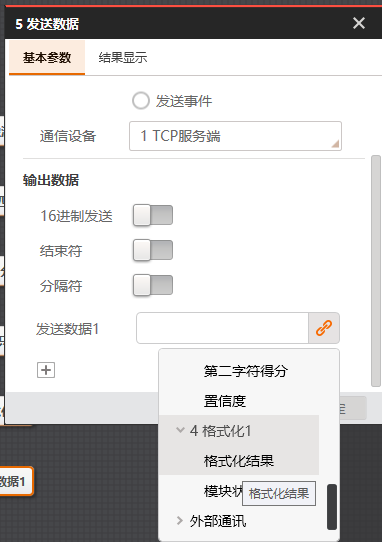 5 发送数据
基本参数 结果显示
发送事件
通信设备 1 TCP服务端
输出数据
16进制发送
结束符
分隔符
发送数据1
第二字符得分
置信度
4 格式化1
格式化结果
模块状
格式化结果
外部通讯
数据1